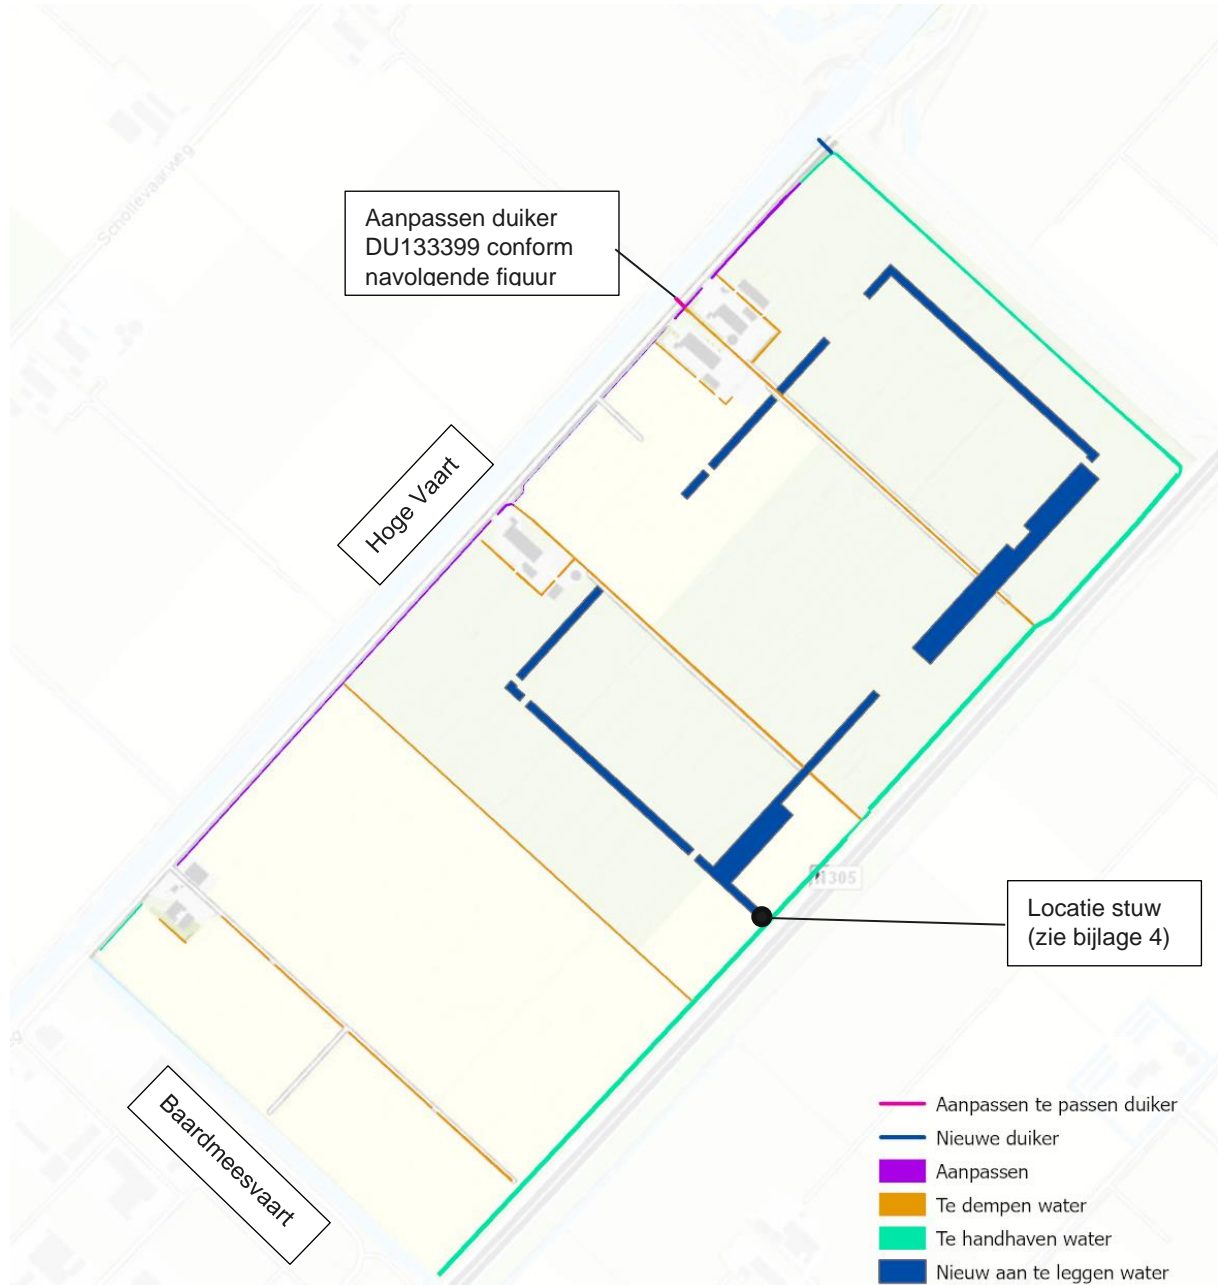 Schollevaarweg
Aanpassen duiker
DU133399 conform
navolgende figuur
Hoge Vaart
N305
Locatie stuw
(zie bijlage 4)
Baardmeesvaart
Aanpassen te passen duiker
Nieuwe duiker
Aanpassen
Te dempen water
Te handhaven water
Nieuw aan te leggen water